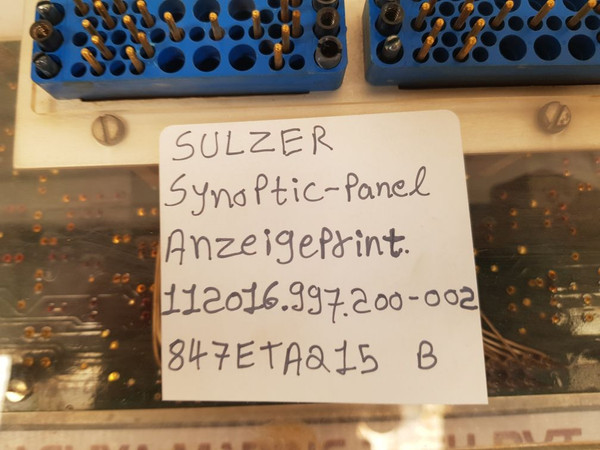 SULZER
Synoptic-Panel
Anzeigeprint.
112016.997.200-002
847ETA215 B